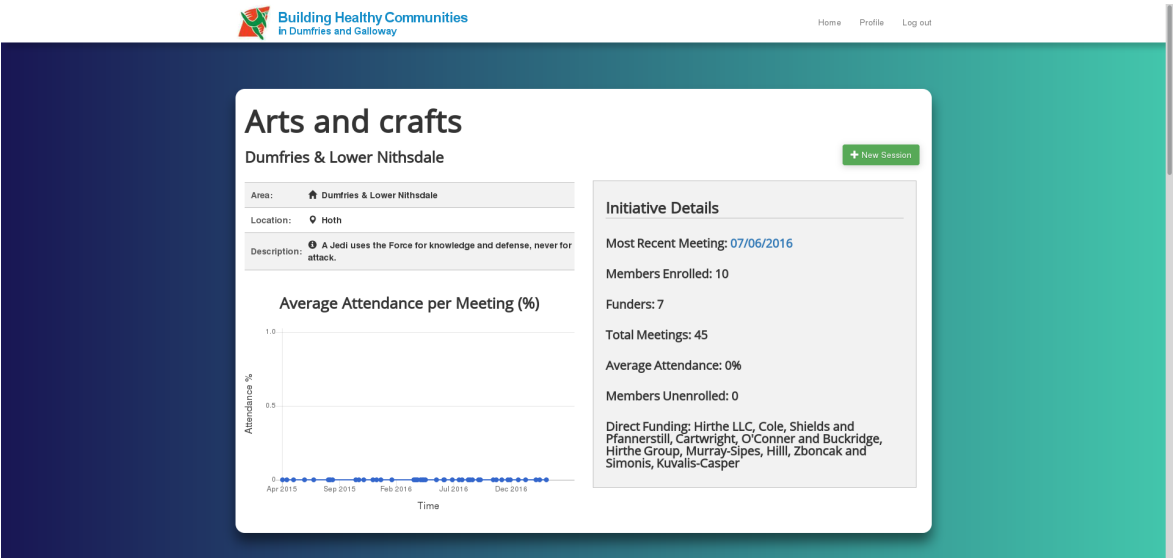 Building Healthy Communities
in Dumfries and Galloway
Home Profile Log out
Arts and crafts
Dumfries & Lower Nithsdale
New Session
Area: Dumfries & Lower Nithsdale
Location: Hoth
Description: A Jedi uses the Force for knowledge and defense, never for
attack.
Average Attendance per Meeting (%)
1.0
0.5
0
Attendance %
Apr 2015 Sep 2015 Feb 2016 Jul 2016 Dec 2016
Time
Initiative Details
Most Recent Meeting: 07/06/2016
Members Enrolled: 10
Funders: 7
Total Meetings: 45
Average Attendance: 0%
Members Unenrolled: 0
Direct Funding: Hirthe LLC, Cole, Shields and
Pfannerstill, Cartwright, O'Conner and Buckridge,
Hirthe Group, Murray-Sipes, Hilll, Zboncak and
Simonis, Kuvalis-Casper